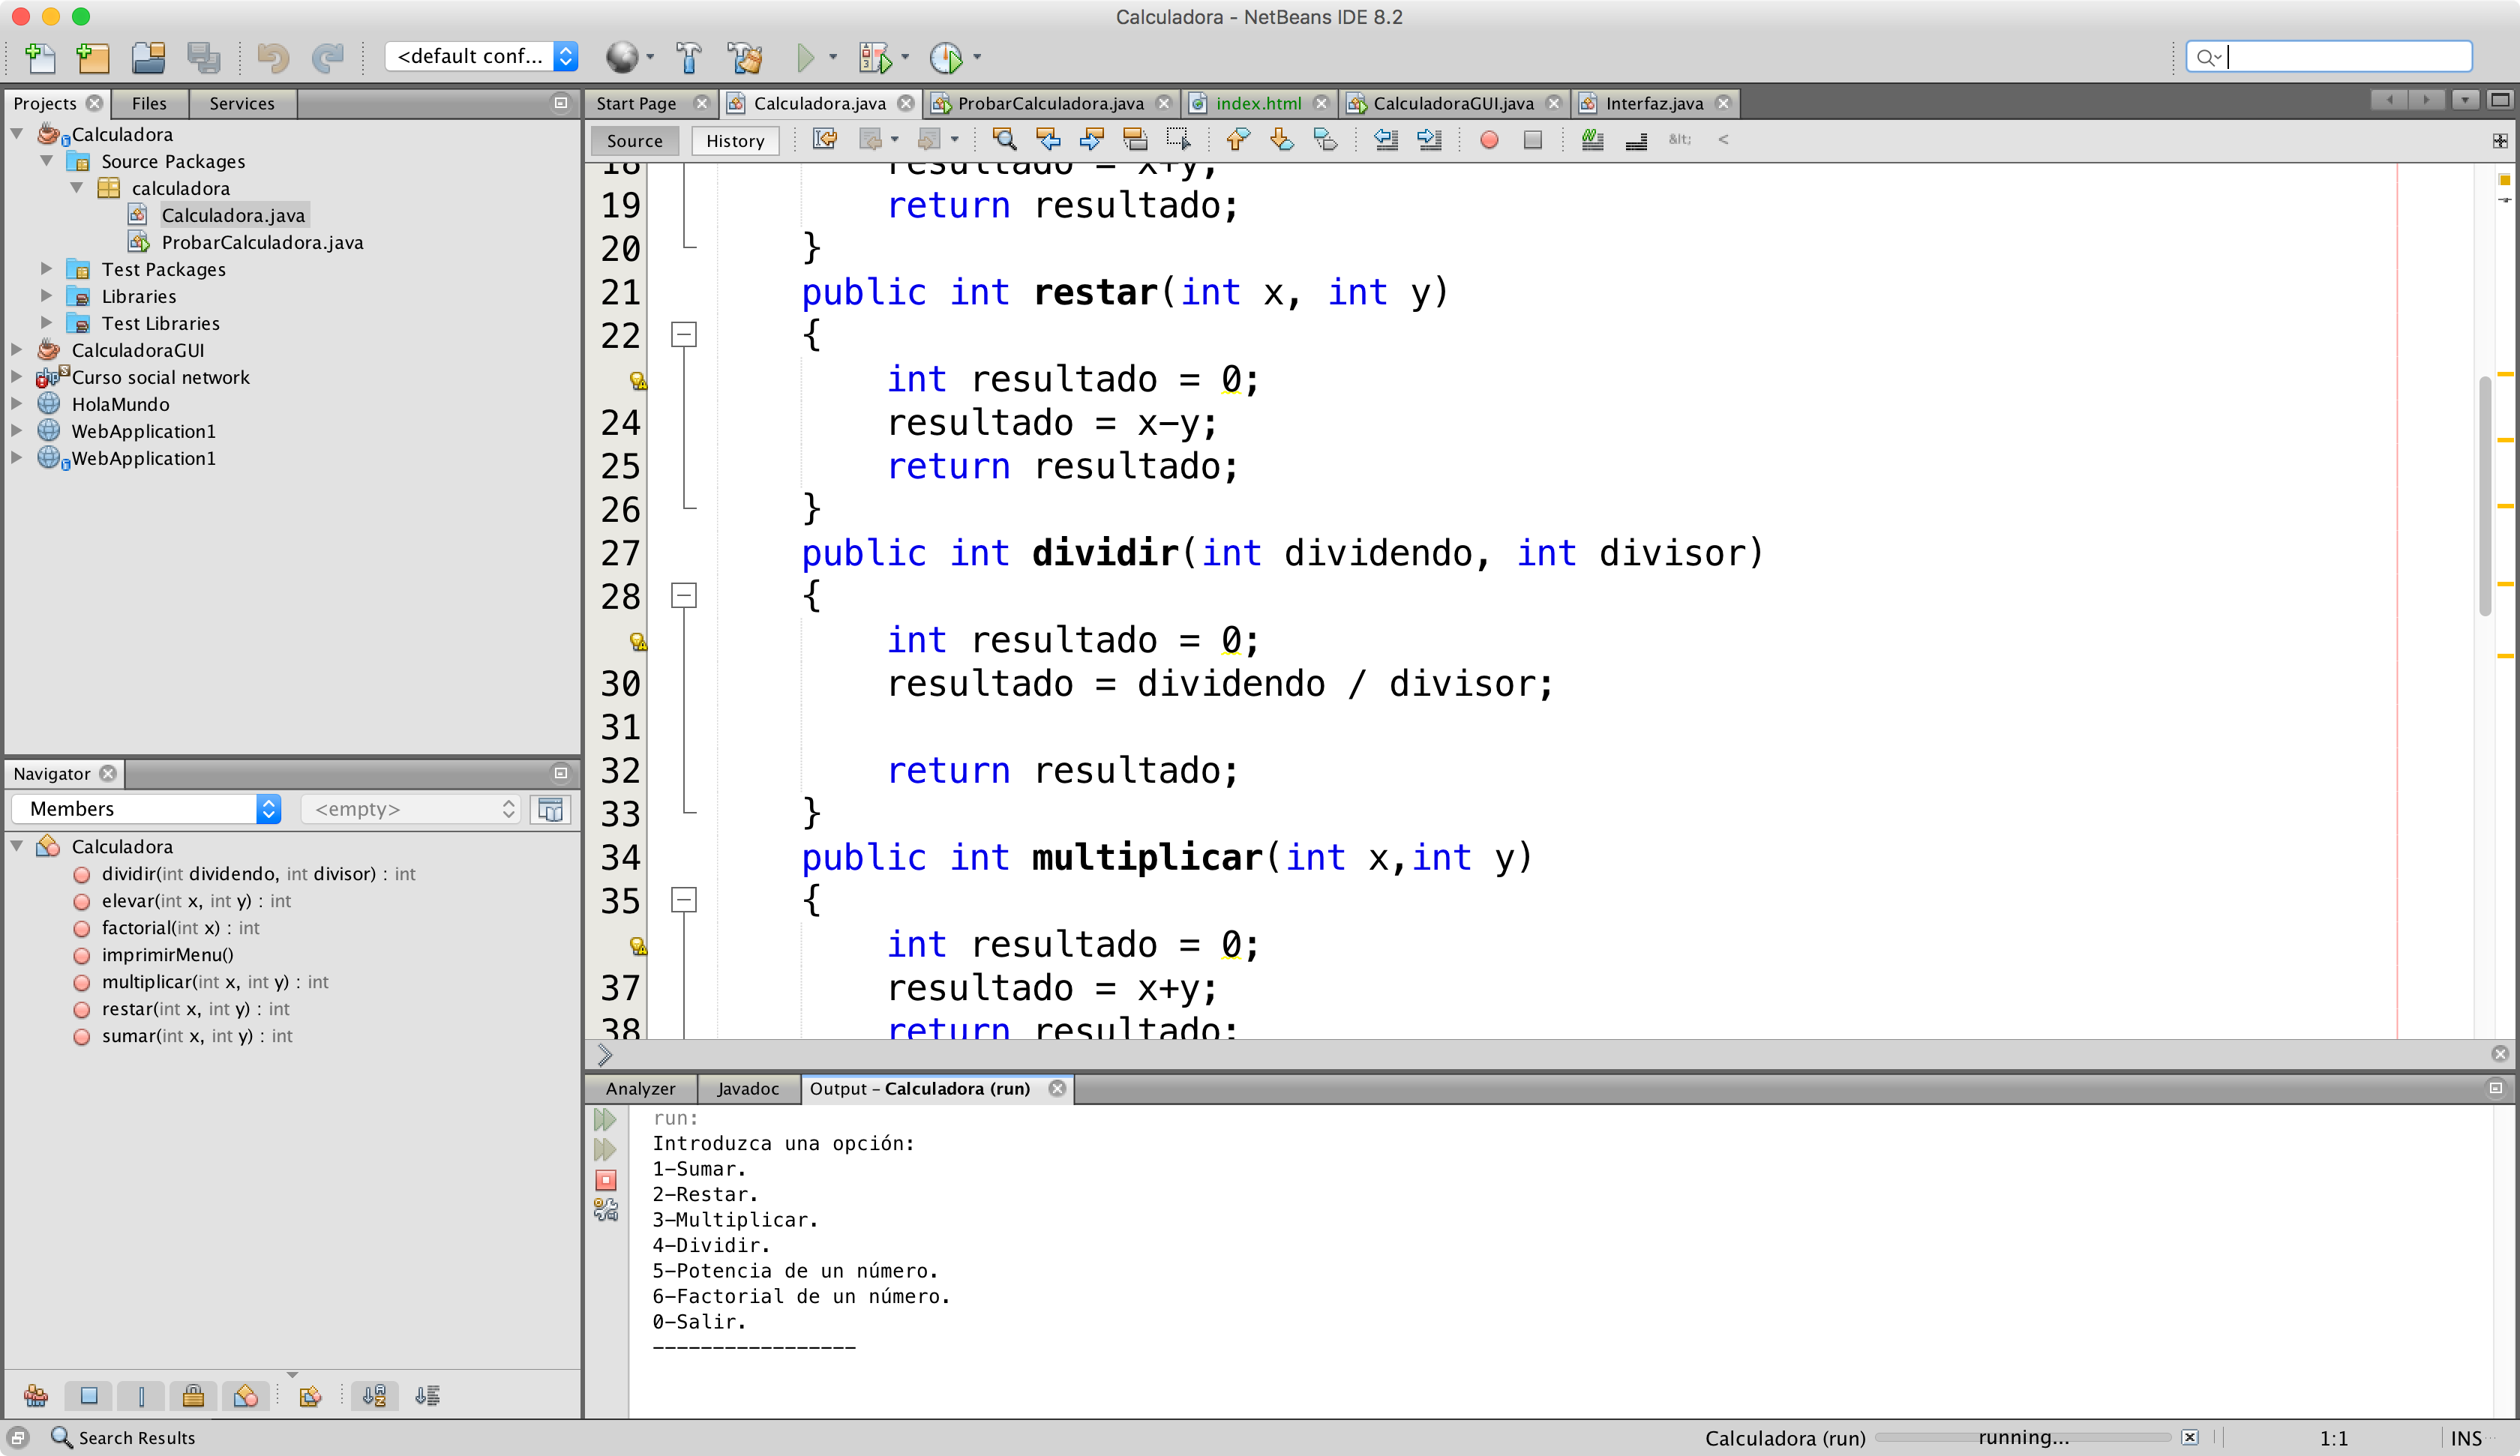 Calculadora - NetBeans IDE 8.2
<default conf...
Projects Files Services
Start Page Calculadora.java ProbarCalculadora.java index.html CalculadoraGUI.java Interfaz.java
Source History &lt; <
Calculadora
Source Packages
calculadora
Calculadora.java
ProbarCalculadora.java
Test Packages
Libraries
Test Libraries
CalculadoraGUI
Curso social network
HolaMundo
WebApplication1
WebApplication1
Navigator
Members <empty>
Calculadora
dividir(int dividendo, int divisor) : int
elevar(int x, int y) : int
factorial(int x) : int
imprimirMenu()
multiplicar(int x, int y) : int
restar(int x, int y) : int
sumar(int x, int y) : int
18 resultado = x+y;
19 return resultado;
20 }
21 public int restar(int x, int y)
22 {
int resultado = 0;
24 resultado = x-y;
25 return resultado;
26 }
27 public int dividir(int dividendo, int divisor)
28 {
int resultado = 0;
30 resultado = dividendo / divisor;
31
32 return resultado;
33 }
34 public int multiplicar(int x,int y)
35 {
int resultado = 0;
37 resultado = x+y;
38 return resultado;
Analyzer Javadoc Output - Calculadora (run)
run:
Introduzca una opción:
1-Sumar.
2-Restar.
3-Multiplicar.
4-Dividir.
5-Potencia de un número.
6-Factorial de un número.
0-Salir.
-----------------
Search Results Calculadora (run) running... 1:1 INS